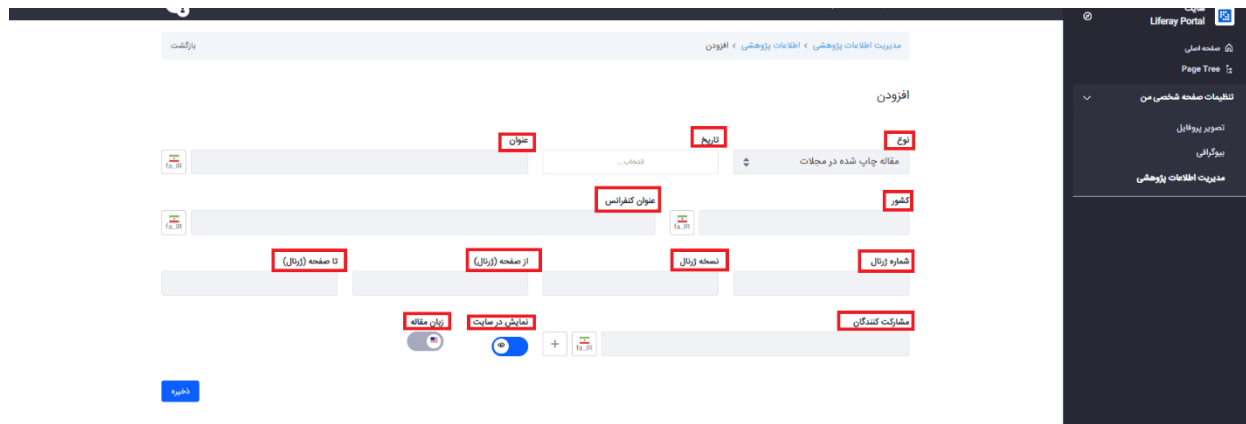 سایت
Liferay Portal
صفحه اصلی
Page Tree
تنظیمات صفحه شخصی من
تصویر پروفایل
بیوگرافی
مدیریت اطلاعات پژوهشی
مدیریت اطلاعات پژوهشی › اطلاعات پژوهشی › افزودن
بازگشت
افزودن
نوع تاریخ عنوان
مقاله چاپ شده در مجلات انتخاب... fa_IR
کشور عنوان کنفرانس
fa_IR fa_IR
شماره ژرنال نسخه ژرنال از صفحه (ژرنال) تا صفحه (ژرنال)
مشارکت کنندگان نمایش در سایت زبان مقاله
fa_IR +
ذخیره